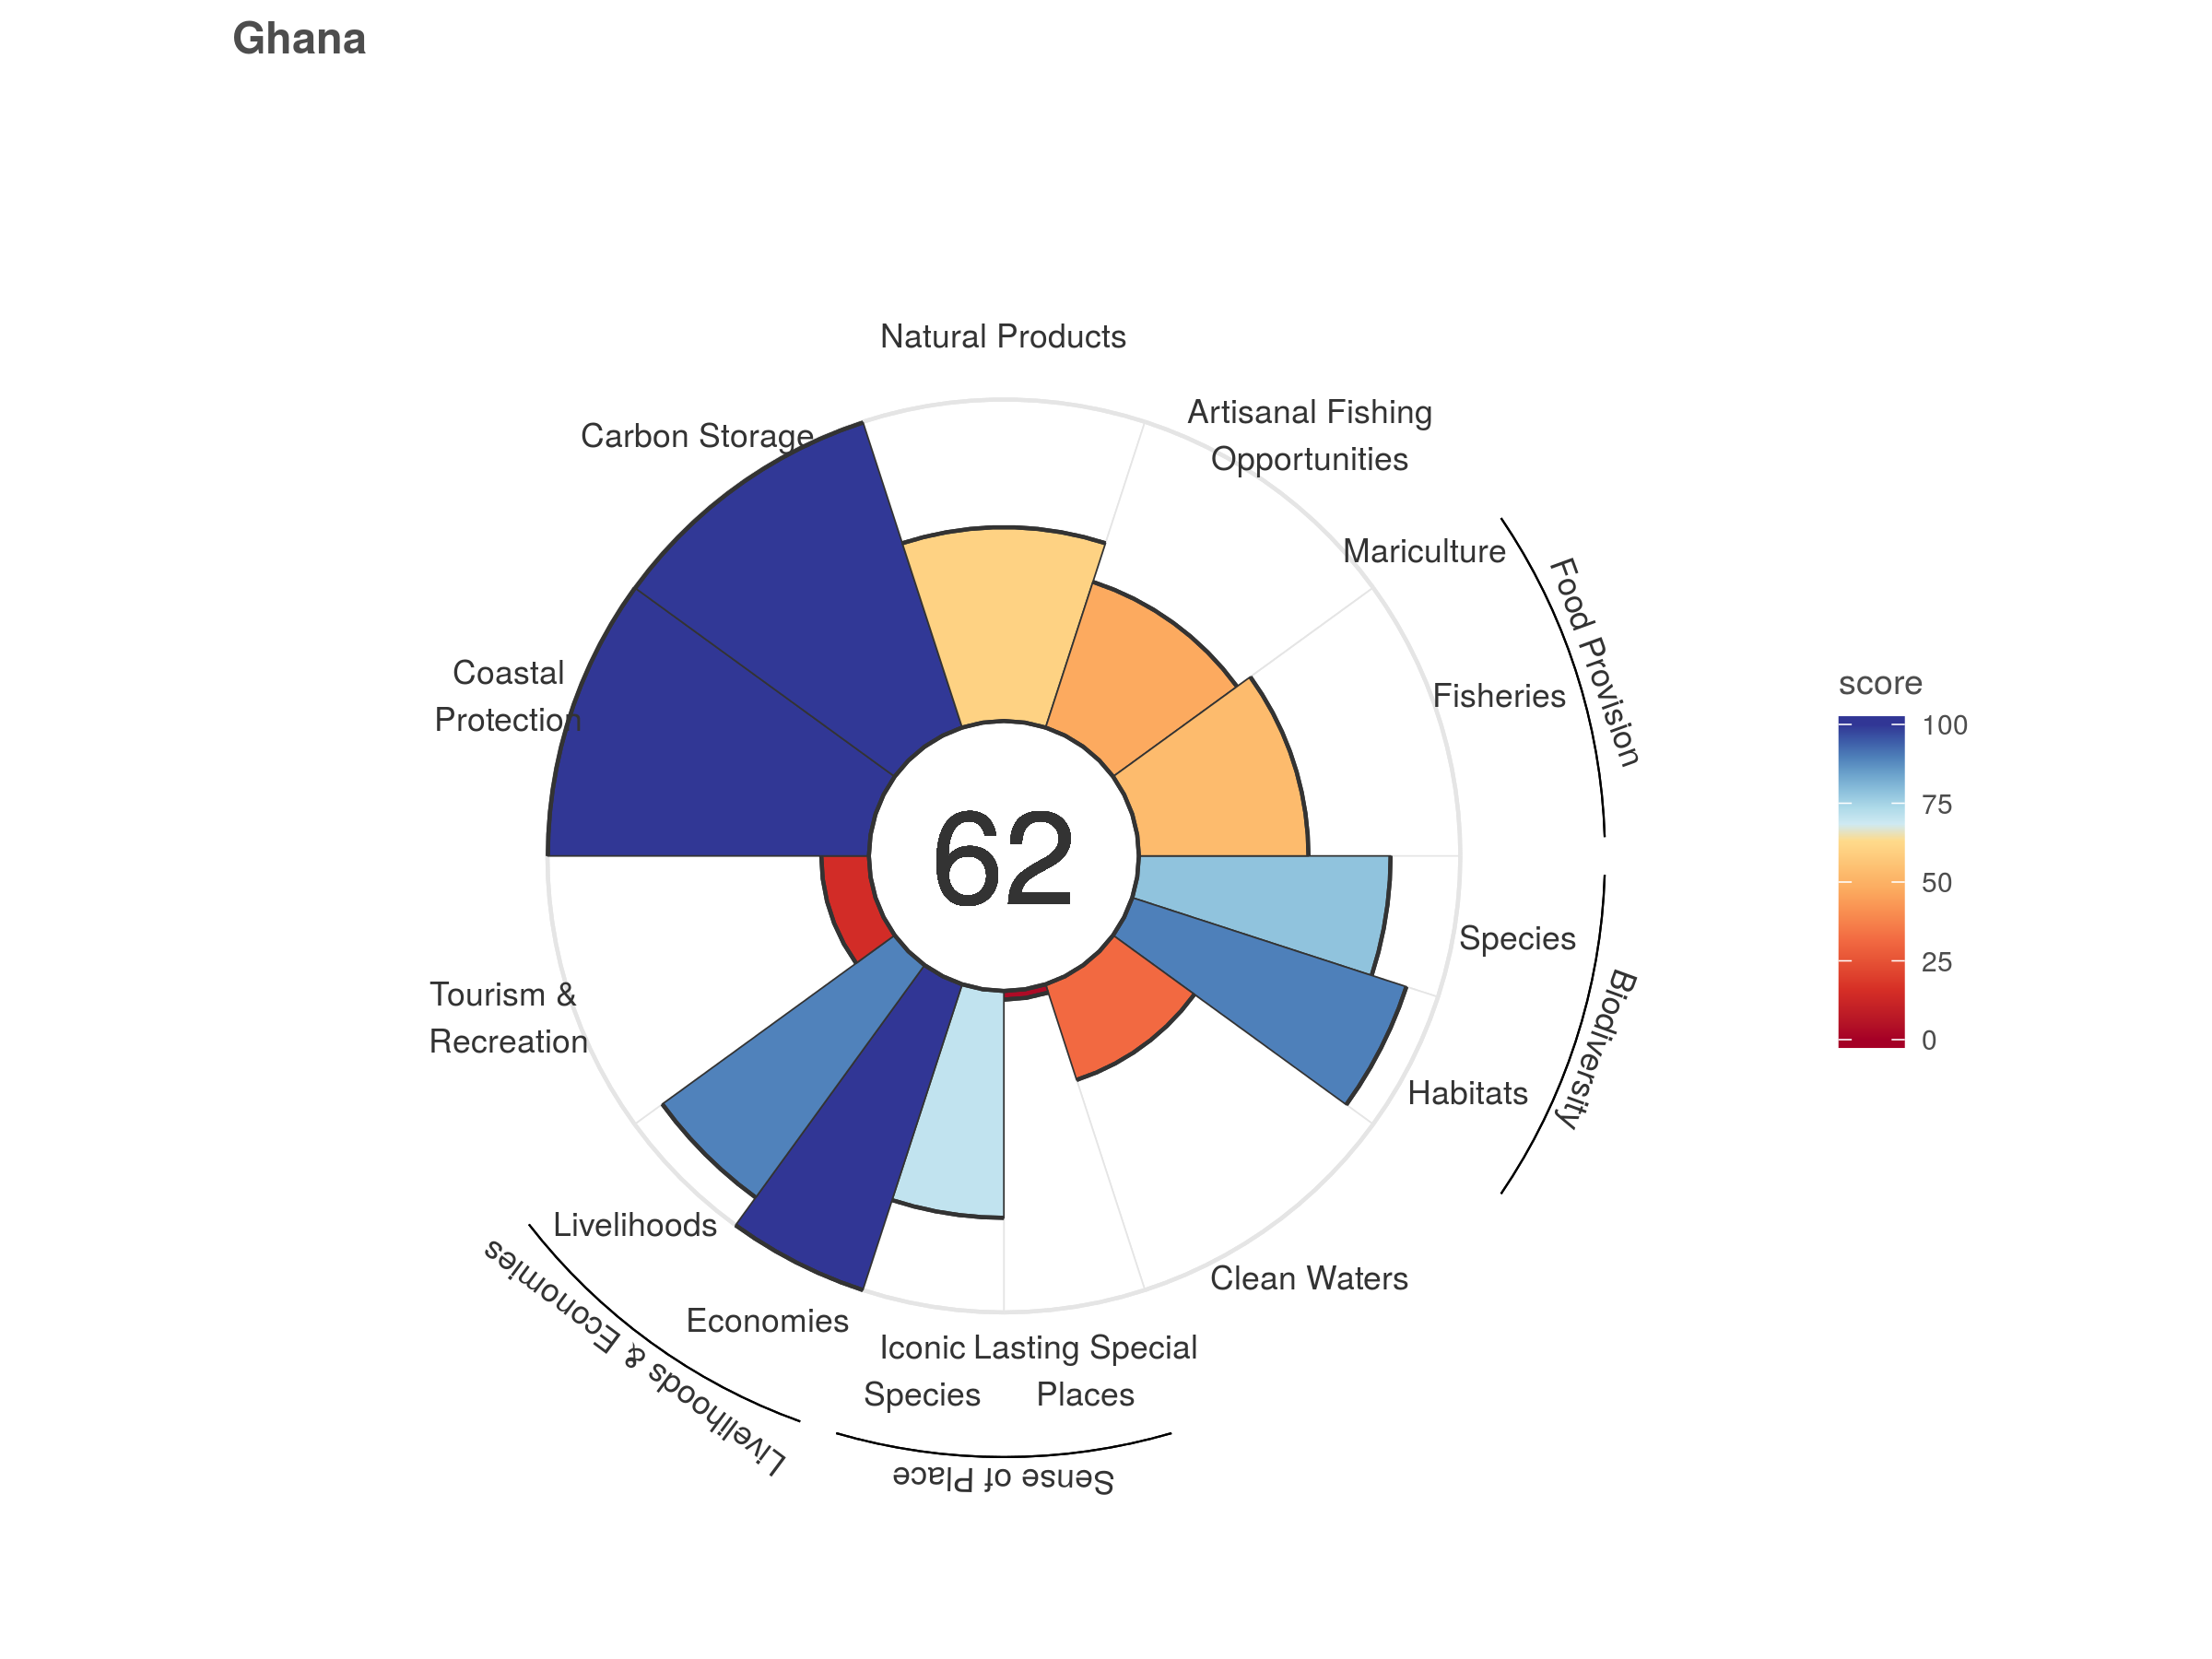 Ghana
Natural Products
Artisanal Fishing
Opportunities
Carbon Storage
Mariculture
Food Provision
Fisheries
Coastal
Protection
62
score
100
75
50
25
0
Species
Biodiversity
Habitats
Tourism &
Recreation
Livelihoods
Livelihoods & Economies
Economies
Clean Waters
Iconic
Species
Lasting Special
Places
Sense of Place